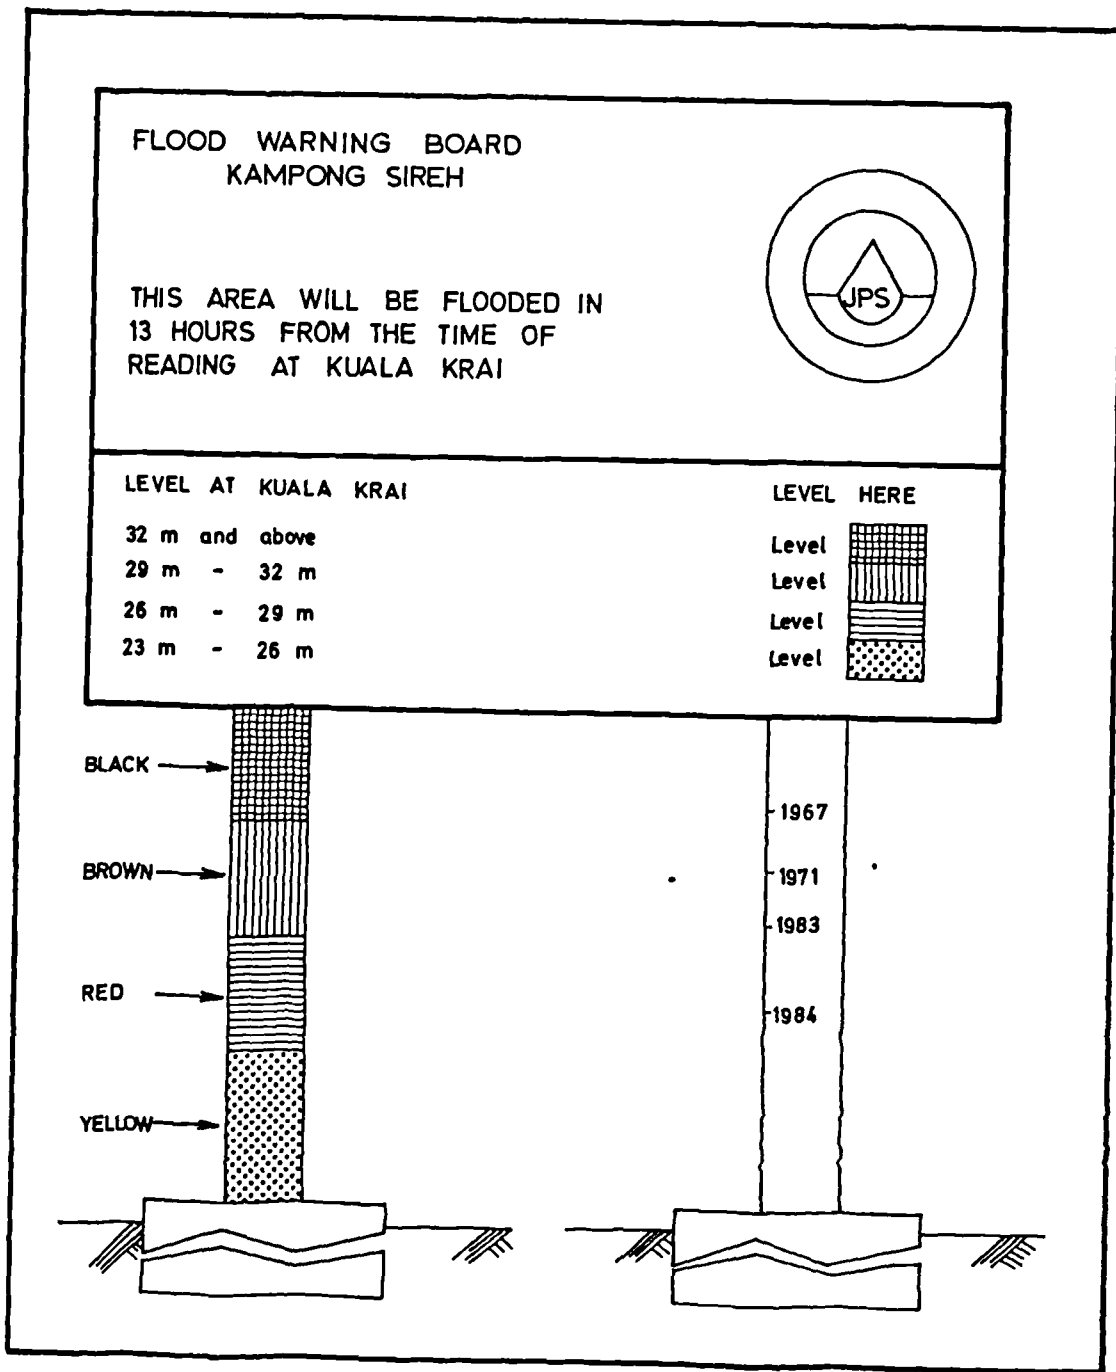 FLOOD WARNING BOARD
KAMPONG SIREH
THIS AREA WILL BE FLOODED IN
13 HOURS FROM THE TIME OF
READING AT KUALA KRAI
JPS
LEVEL AT KUALA KRAI
32 m and above
29 m - 32 m
26 m - 29 m
23 m - 26 m
LEVEL HERE
Level
Level
Level
Level
BLACK
BROWN
RED
YELLOW
1967
1971
1983
1984